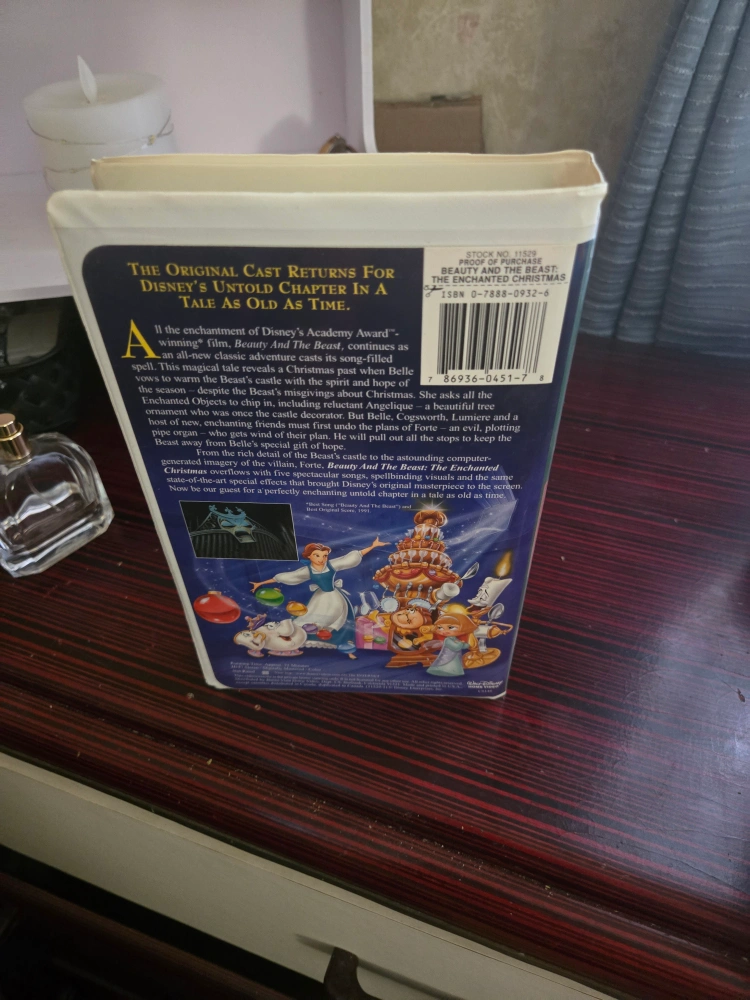 THE ORIGINAL CAST RETURNS FOR
DISNEY'S UNTOLD CHAPTER IN A
TALE AS OLD AS TIME.
STOCK NO. 11529
PROOF OF PURCHASE
BEAUTY AND THE BEAST:
THE ENCHANTED CHRISTMAS
ISBN 0-7888-0932-6
7 86936-0451-7 8
All the enchantment of Disney's Academy Award™-
winning* film, Beauty And The Beast, continues as
an all-new classic adventure casts its song-filled
spell. This magical tale reveals a Christmas past when Belle
vows to warm the Beast's castle with the spirit and hope of
the season – despite the Beast's misgivings about Christmas. She asks all the
Enchanted Objects to chip in, including reluctant Angelique – a beautiful tree
ornament who was once the castle decorator. But Belle, Cogsworth, Lumiere and a
host of new, enchanting friends must first undo the plans of Forte – an evil, plotting
pipe organ – who gets wind of their plan. He will pull out all the stops to keep the
Beast away from Belle's special gift of hope.
From the rich detail of the Beast's castle to the astounding computer-
generated imagery of the villain, Forte, Beauty And The Beast: The Enchanted
Christmas overflows with five spectacular songs, spellbinding visuals and the same
state-of-the-art special effects that brought Disney's original masterpiece to the screen.
Now be our guest for a perfectly enchanting untold chapter in a tale as old as time.
*Best Song ("Beauty And The Beast") and
Best Original Score, 1991.
WALT DISNEY
HOME VIDEO